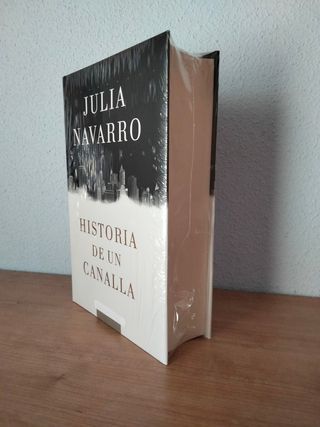 JULIA
NAVARRO
HISTORIA
DE UN
CANALLA